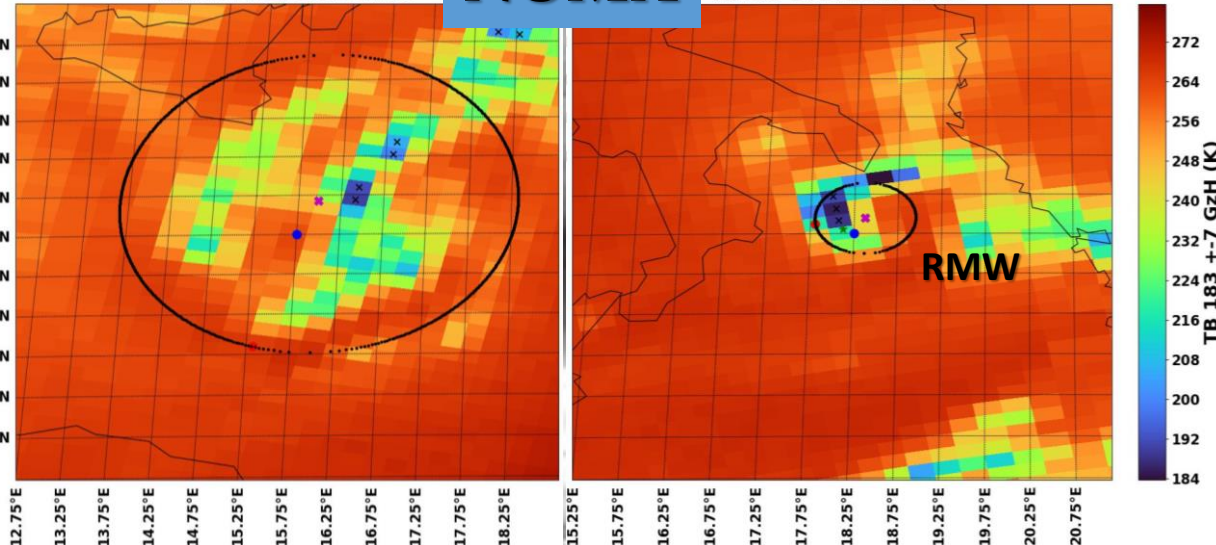 N
N
N
N
N
N
N
N
N
N
N
12.75°E
13.25°E
13.75°E
14.25°E
14.75°E
15.25°E
15.75°E
16.25°E
16.75°E
17.25°E
17.75°E
18.25°E
RMW
15.25°E
15.75°E
16.25°E
16.75°E
17.25°E
17.75°E
18.25°E
18.75°E
19.25°E
19.75°E
20.25°E
20.75°E
272
264
256
248
240
232
224
216
208
200
192
184
TB 183 +-7 GzH (K)